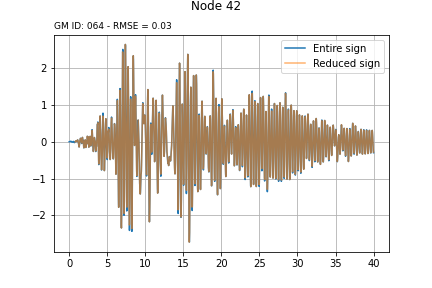 Node 42
GM ID: 064 - RMSE = 0.03
Entire sign
Reduced sign
2
1
0
−1
−2
0 5 10 15 20 25 30 35 40